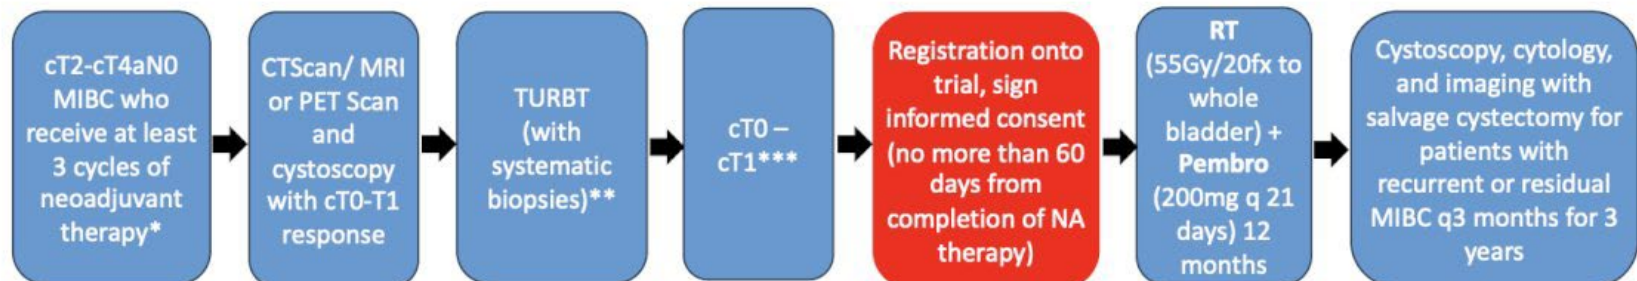 cT2-cT4aN0
MIBC who
receive at least
3 cycles of
neoadjuvant
therapy*
CTScan/ MRI
or PET Scan
and
cystoscopy
with cT0-T1
response
TURBT
(with
systematic
biopsies)**
cT0 –
cT1***
Registration onto
trial, sign
informed consent
(no more than 60
days from
completion of NA
therapy)
RT
(55Gy/20fx to
whole
bladder) +
Pembro
(200mg q 21
days) 12
months
Cystoscopy, cytology,
and imaging with
salvage cystectomy for
patients with
recurrent or residual
MIBC q3 months for 3
years